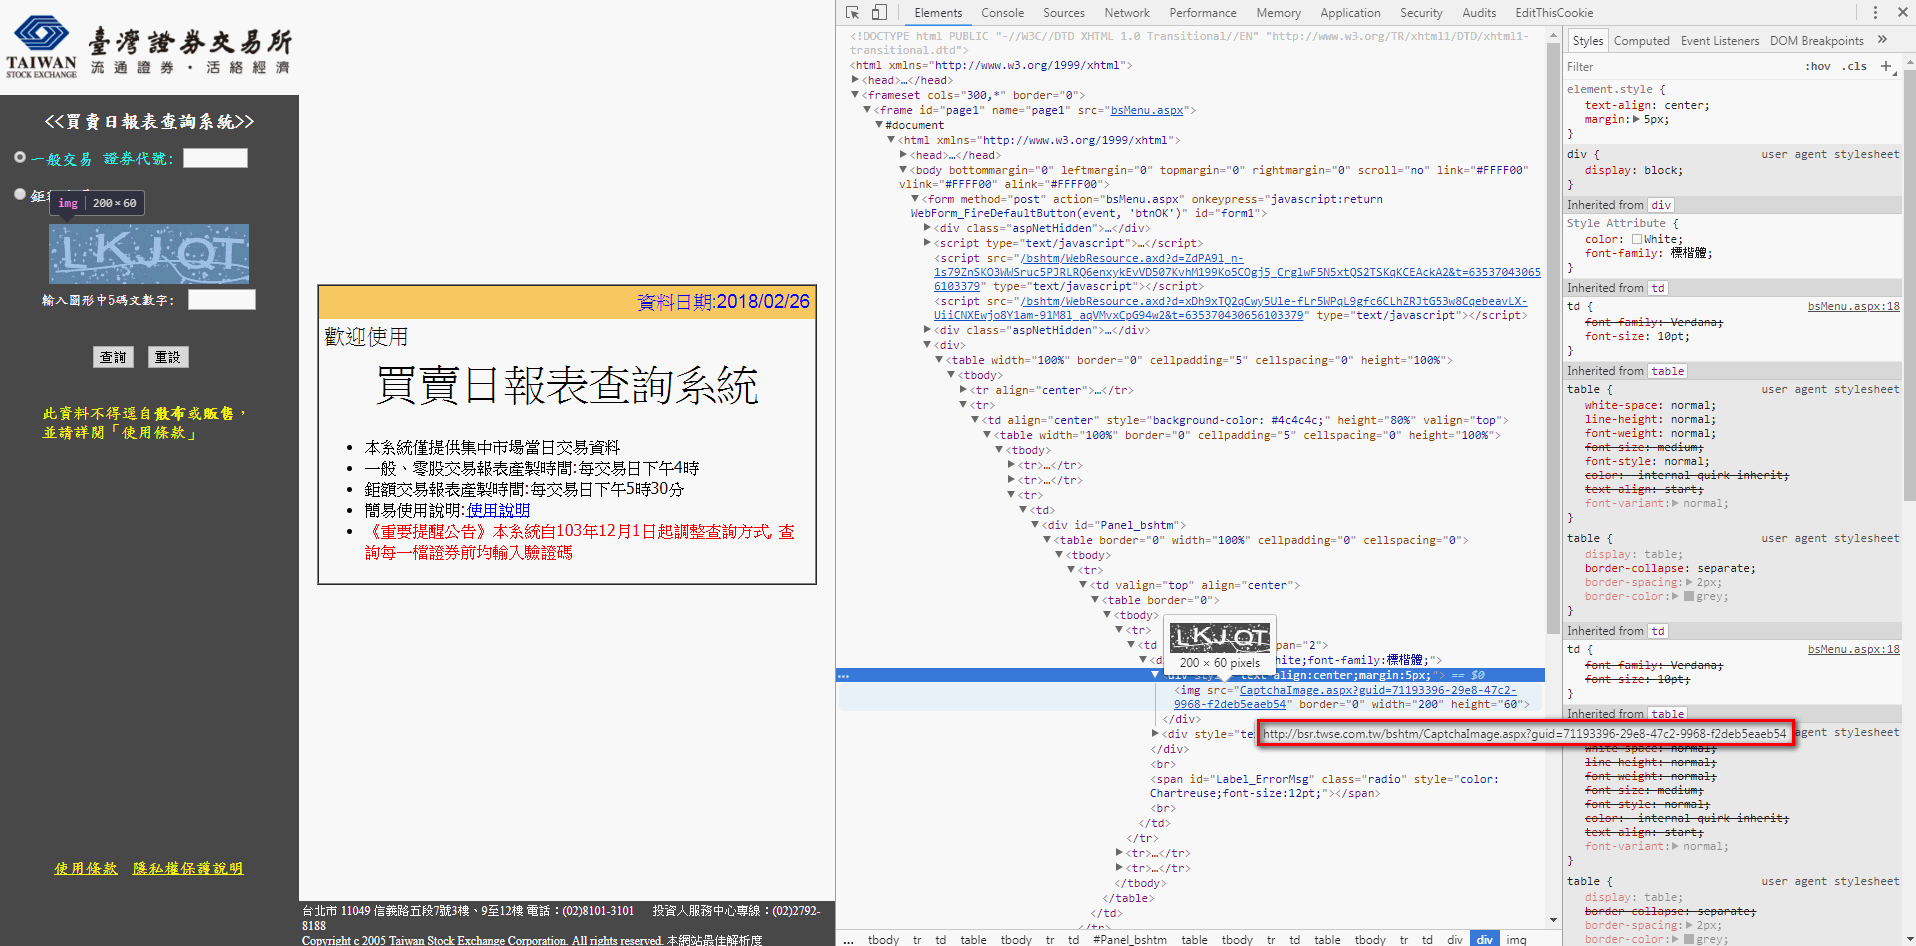 臺灣證券交易所
流通證券・活絡經濟
TAIWAN
STOCK EXCHANGE
<<買賣日報表查詢系統>>
一般交易 證券代號:
img 200×60
LKJQT
輸入圖形中5碼文數字:
查詢 重設
此資料不得逕自散布或販售，
並請詳閱「使用條款」
使用條款 隱私權保護說明
資料日期:2018/02/26
歡迎使用
買賣日報表查詢系統
本系統僅提供集中市場當日交易資料
一般、零股交易報表產製時間:每交易日下午4時
鉅額交易報表產製時間:每交易日下午5時30分
簡易使用說明:使用說明
《重要提醒公告》本系統自103年12月1日起調整查詢方式, 查
詢每一檔證券前均輸入驗證碼
台北市 11049 信義路五段7號3樓、9至12樓 電話：(02)8101-3101 投資人服務中心專線：(02)2792-
8188
Copyright c 2005 Taiwan Stock Exchange Corporation. All rights reserved. 本網站最佳解析度
Elements Console Sources Network Performance Memory Application Security Audits EditThisCookie
<!DOCTYPE html PUBLIC "-//W3C//DTD XHTML 1.0 Transitional//EN" "http://www.w3.org/TR/xhtml1/DTD/xhtml1-
transitional.dtd">
<html xmlns="http://www.w3.org/1999/xhtml">
<head>…</head>
<frameset cols="300,*" border="0">
<frame id="page1" name="page1" src="bsMenu.aspx">
#document
<html xmlns="http://www.w3.org/1999/xhtml">
<head>…</head>
<body bottommargin="0" leftmargin="0" topmargin="0" rightmargin="0" scroll="no" link="#FFFF00"
vlink="#FFFF00" alink="#FFFF00">
<form method="post" action="bsMenu.aspx" onkeypress="javascript:return
WebForm_FireDefaultButton(event, 'btnOK')" id="form1">
<div class="aspNetHidden">…</div>
<script type="text/javascript">…</script>
<script src="/bshtm/WebResource.axd?d=ZdPA9l_n-
1s79ZnSKO3WWSruc5PJRLRQ6enxykEvVD507KvhM199Ko5COgj5_CrglwF5N5xtQS2TSKqKCEAckA2&t=63537043065
6103379" type="text/javascript"></script>
<script src="/bshtm/WebResource.axd?d=xDh9xTQ2qCwy5Ule-fLr5WPqL9gfc6CLhZRJtG53w8CqebeavLX-
UiiCNXEwjo8Y1am-91M8l_aqVMvxCpG94w2&t=635370430656103379" type="text/javascript"></script>
<div class="aspNetHidden">…</div>
<div>
<table width="100%" border="0" cellpadding="5" cellspacing="0" height="100%">
<tbody>
<tr align="center">…</tr>
<tr>
<td align="center" style="background-color: #4c4c4c;" height="80%" valign="top">
<table width="100%" border="0" cellpadding="5" cellspacing="0" height="100%">
<tbody>
<tr>…</tr>
<tr>…</tr>
<tr>
<td>
<div id="Panel_bshtm">
<table border="0" width="100%" cellpadding="0" cellspacing="0">
<tbody>
<tr>
<td valign="top" align="center">
<table border="0">
<tbody>
<tr>
<td span="2">
LKJQT
200 × 60 pixels
hite;font-family:標楷體;">
text-align:center;margin:5px;"> == $0
<img src="CaptchaImage.aspx?guid=71193396-29e8-47c2-
9968-f2deb5eaeb54" border="0" width="200" height="60">
</div>
<div style="te
http://bsr.twse.com.tw/bshtm/CaptchaImage.aspx?guid=71193396-29e8-47c2-9968-f2deb5eaeb54
</div>
<br>
<span id="Label_ErrorMsg" class="radio" style="color:
Chartreuse;font-size:12pt;"></span>
<br>
</td>
</tr>
<tr>…</tr>
<tr>…</tr>
</tbody>
</table>
</td>
… tbody tr td table tbody tr td #Panel_bshtm table tbody tr td table tbody tr td div div img
Styles Computed Event Listeners DOM Breakpoints »
Filter :hov .cls +
element.style {
text-align: center;
margin: 5px;
}
div { user agent stylesheet
display: block;
}
Inherited from div
Style Attribute {
color: White;
font-family: 標楷體;
}
Inherited from td
td { bsMenu.aspx:18
font-family: Verdana;
font-size: 10pt;
}
Inherited from table
table { user agent stylesheet
white-space: normal;
line-height: normal;
font-weight: normal;
font-size: medium;
font-style: normal;
color: -internal-quirk-inherit;
text-align: start;
font-variant: normal;
}
table { user agent stylesheet
display: table;
border-collapse: separate;
border-spacing: 2px;
border-color: grey;
}
Inherited from td
td { bsMenu.aspx:18
font-family: Verdana;
font-size: 10pt;
}
Inherited from table
agent stylesheet
white-space: normal;
line-height: normal;
font-weight: normal;
font-size: medium;
font-style: normal;
color: -internal-quirk-inherit;
text-align: start;
font-variant: normal;
}
table { user agent stylesheet
display: table;
border-collapse: separate;
border-spacing: 2px;
border-color: grey;